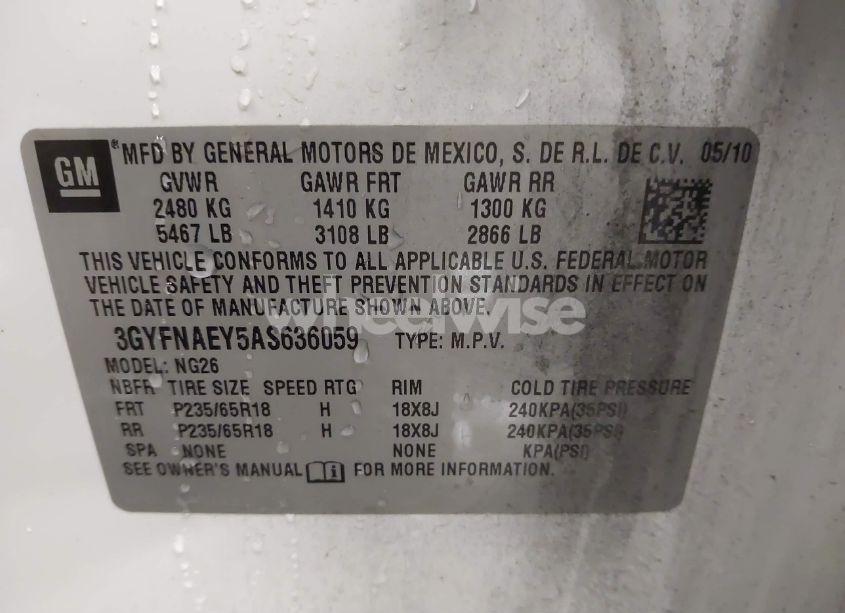 GM ® MFD BY GENERAL MOTORS DE MEXICO, S. DE R.L. DE C.V. 05/10
GVWR GAWR FRT GAWR RR
2480 KG 1410 KG 1300 KG
5467 LB 3108 LB 2866 LB
THIS VEHICLE CONFORMS TO ALL APPLICABLE U.S. FEDERAL MOTOR
VEHICLE SAFETY AND THEFT PREVENTION STANDARDS IN EFFECT ON
THE DATE OF MANUFACTURE SHOWN ABOVE.
wheelwise
3GYFNAEY5AS636059 TYPE: M.P.V.
MODEL: NG26
NBFR TIRE SIZE SPEED RTG RIM COLD TIRE PRESSURE
FRT P235/65R18 H 18X8J 240KPA(35PSI)
RR P235/65R18 H 18X8J 240KPA(35PSI)
SPA NONE NONE KPA(PSI)
SEE OWNER'S MANUAL FOR MORE INFORMATION.